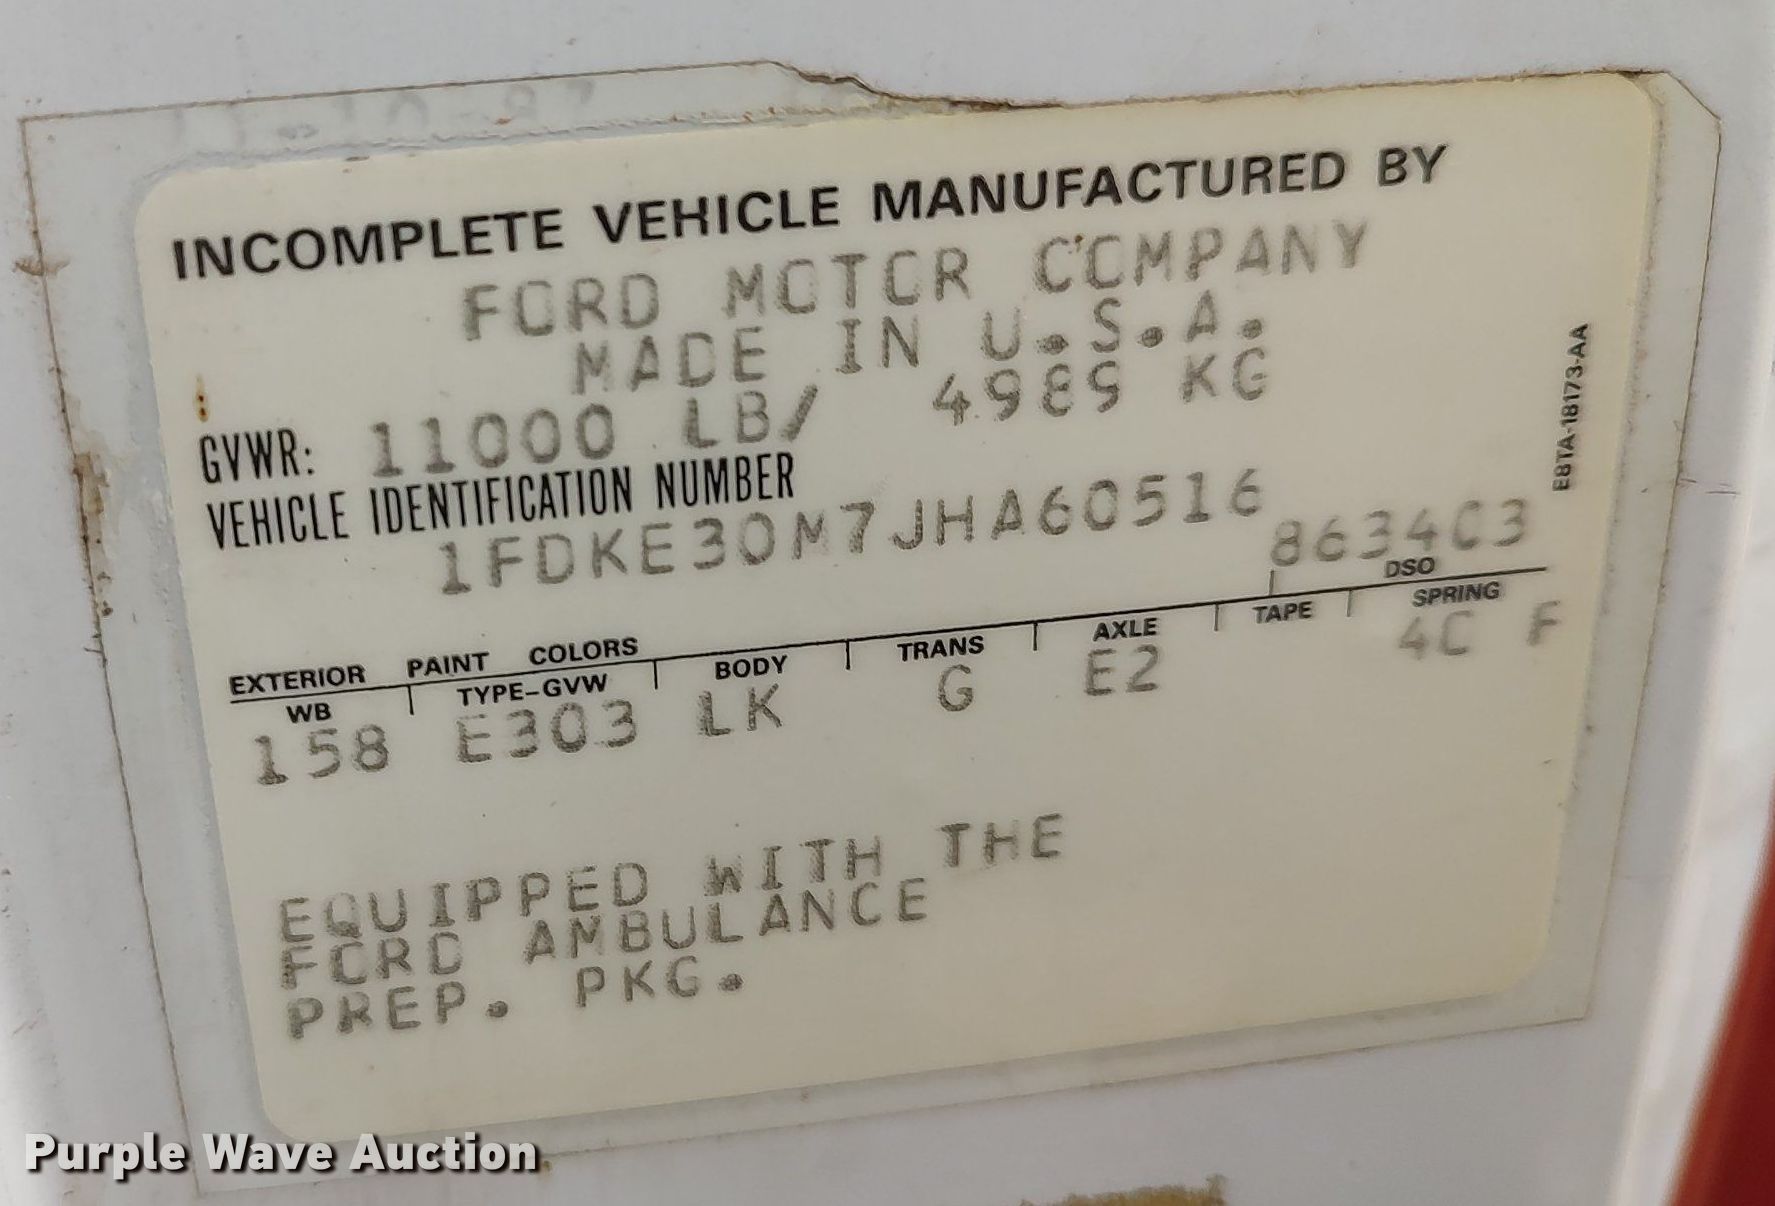 INCOMPLETE VEHICLE MANUFACTURED BY
FORD MOTOR COMPANY
MADE IN U.S.A.
GVWR: 11000 LB/ 4989 KG
VEHICLE IDENTIFICATION NUMBER
1FDKE30M7JHA60516
E8TA-18173-AA
8634C3
EXTERIOR PAINT COLORS DSO
WB TYPE-GVW BODY TRANS AXLE TAPE SPRING
158 E303 LK G E2 4C F
EQUIPPED WITH THE
FORD AMBULANCE
PREP. PKG.
Purple Wave Auction